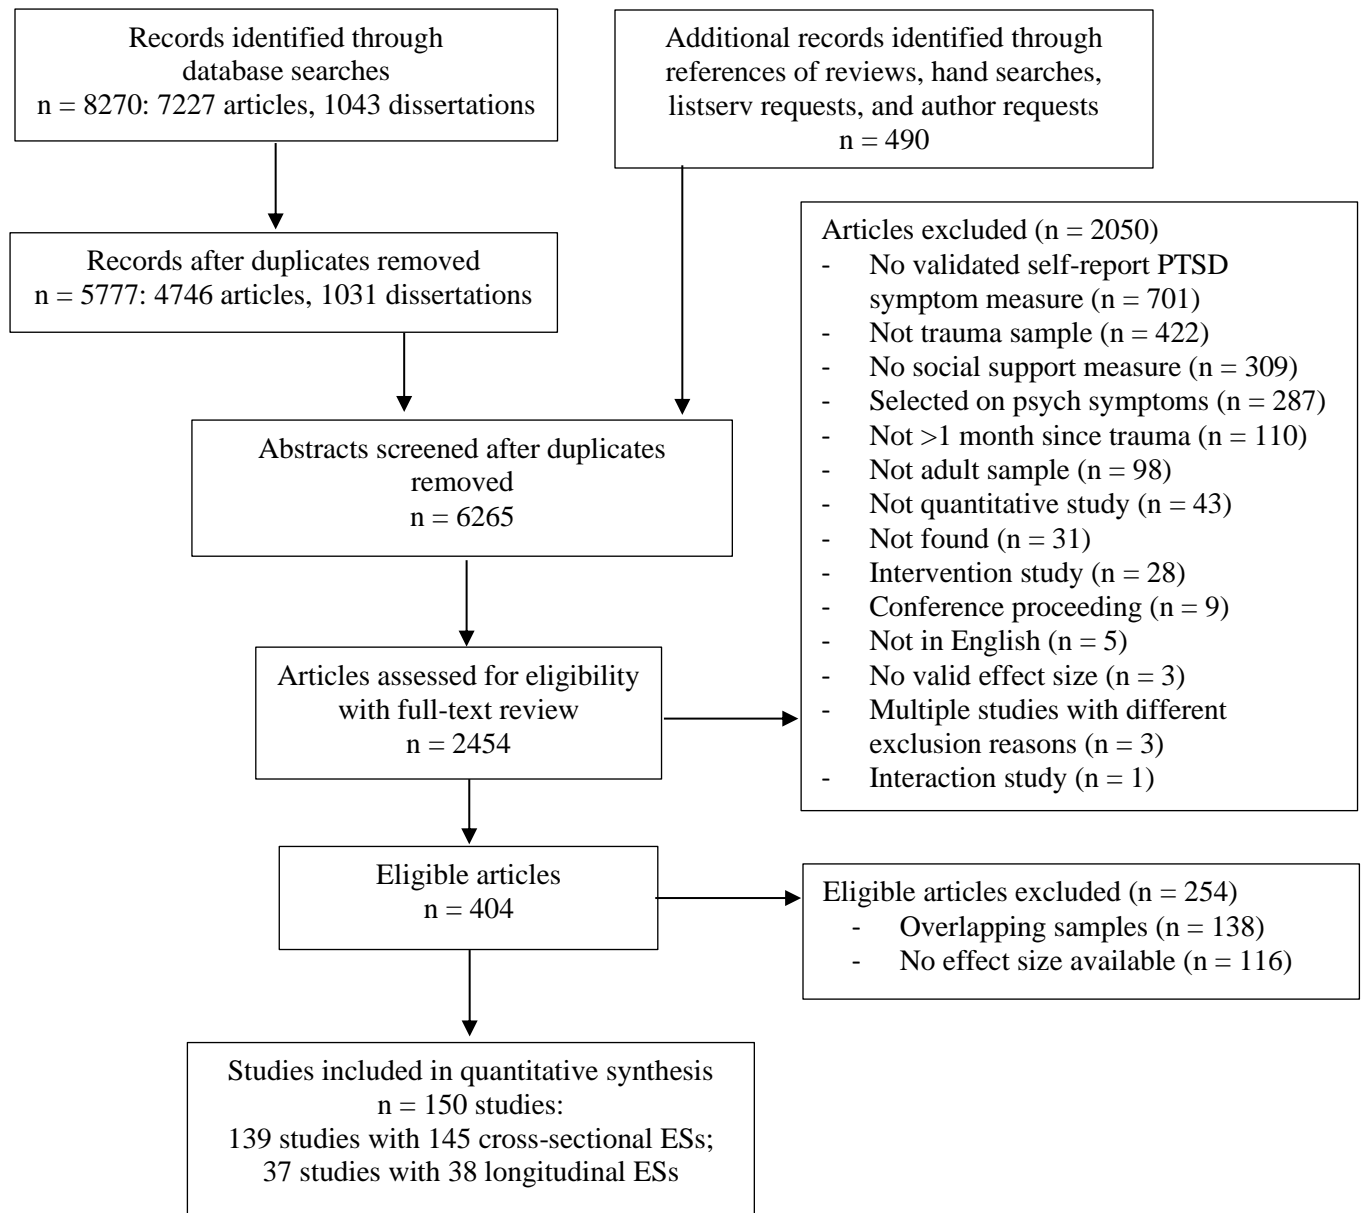 Records identified through
database searches
n = 8270: 7227 articles, 1043 dissertations
Additional records identified through
references of reviews, hand searches,
listserv requests, and author requests
n = 490
Records after duplicates removed
n = 5777: 4746 articles, 1031 dissertations
Abstracts screened after duplicates
removed
n = 6265
Articles excluded (n = 2050)
- No validated self-report PTSD
symptom measure (n = 701)
- Not trauma sample (n = 422)
- No social support measure (n = 309)
- Selected on psych symptoms (n = 287)
- Not >1 month since trauma (n = 110)
- Not adult sample (n = 98)
- Not quantitative study (n = 43)
- Not found (n = 31)
- Intervention study (n = 28)
- Conference proceeding (n = 9)
- Not in English (n = 5)
- No valid effect size (n = 3)
- Multiple studies with different
exclusion reasons (n = 3)
- Interaction study (n = 1)
Articles assessed for eligibility
with full-text review
n = 2454
Eligible articles
n = 404
Eligible articles excluded (n = 254)
- Overlapping samples (n = 138)
- No effect size available (n = 116)
Studies included in quantitative synthesis
n = 150 studies:
139 studies with 145 cross-sectional ESs;
37 studies with 38 longitudinal ESs